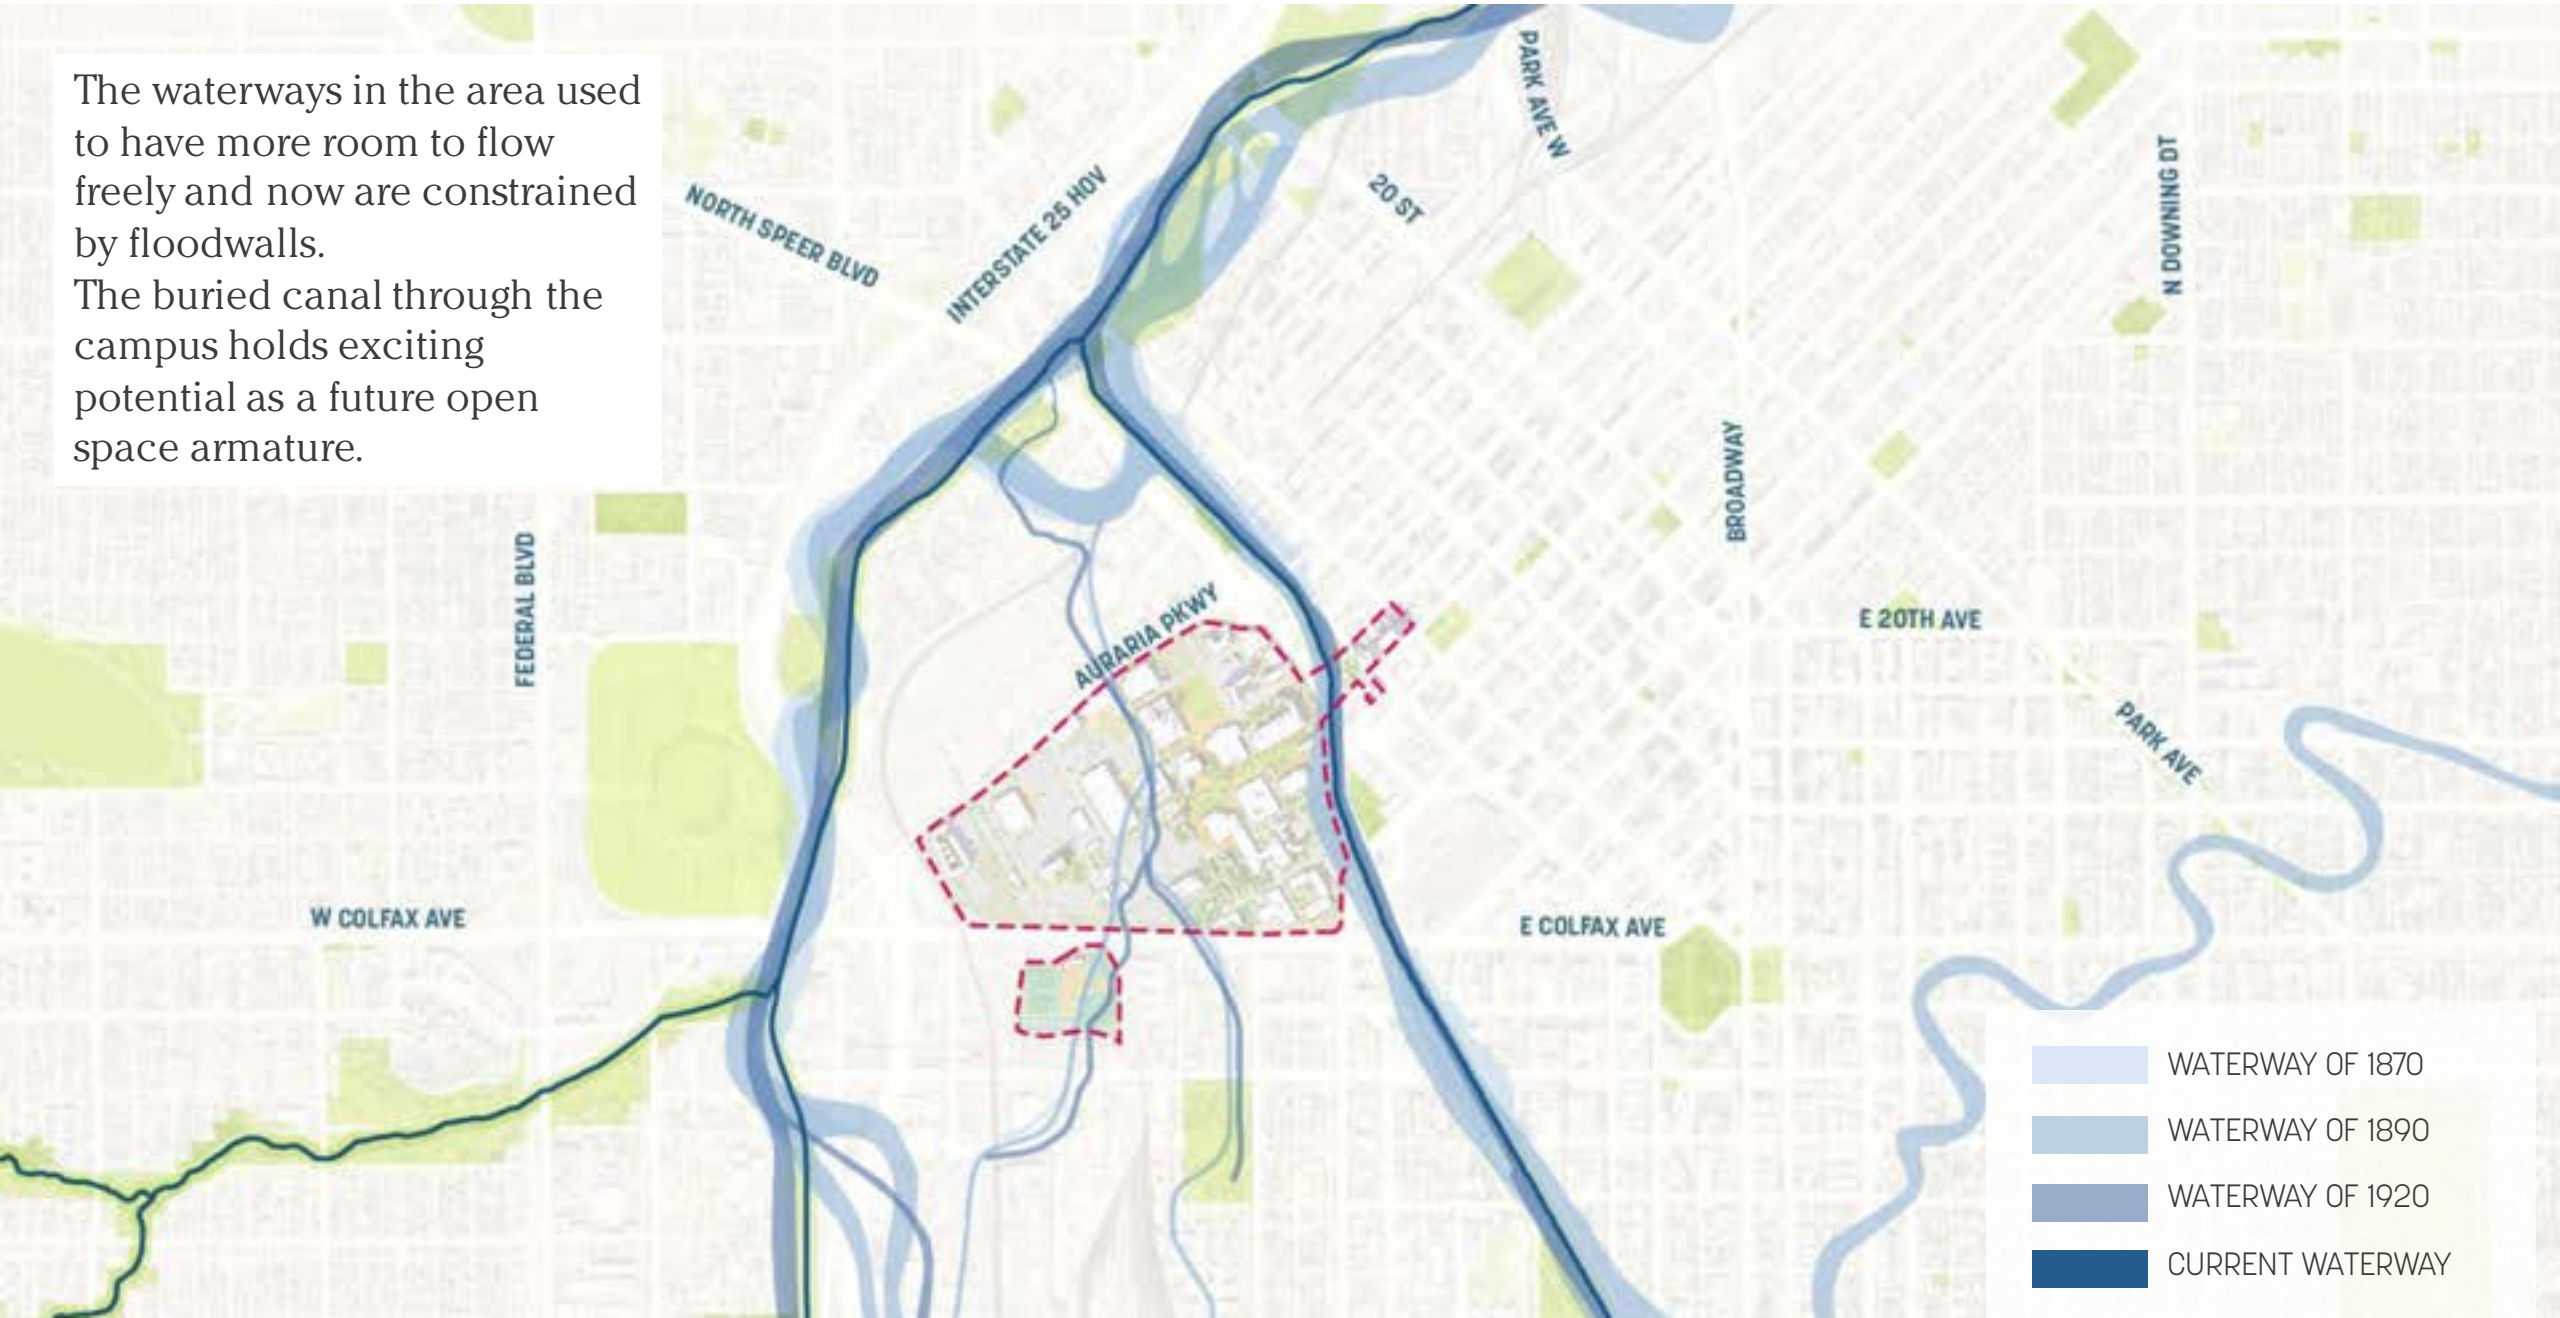 The waterways in the area used
to have more room to flow
freely and now are constrained
by floodwalls.
The buried canal through the
campus holds exciting
potential as a future open
space armature.
PARK AVE W
20 ST
N DOWNING DT
NORTH SPEER BLVD
INTERSTATE 25 HOV
BROADWAY
FEDERAL BLVD
AURARIA PKWY
E 20TH AVE
PARK AVE
W COLFAX AVE
E COLFAX AVE
WATERWAY OF 1870
WATERWAY OF 1890
WATERWAY OF 1920
CURRENT WATERWAY